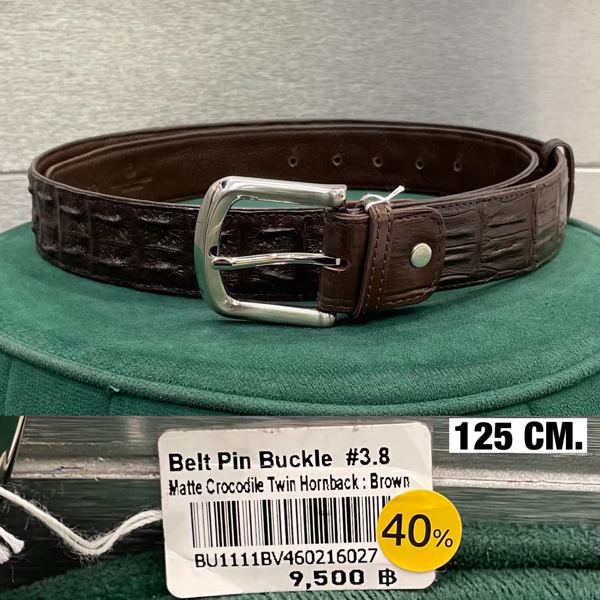 125 CM.
Belt Pin Buckle #3.8
Matte Crocodile Twin Hornback : Brown
40%
BU1111BV460216027
9,500 ฿